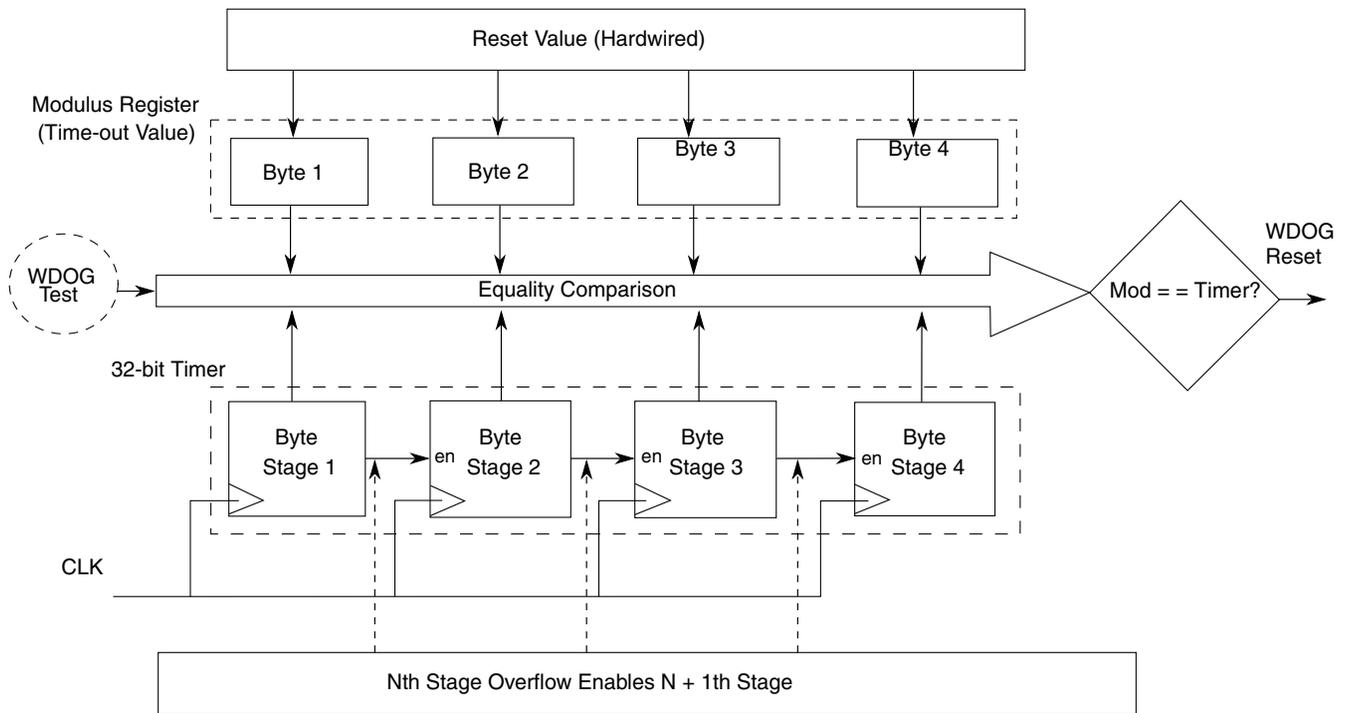 Reset Value (Hardwired)
Modulus Register
(Time-out Value)
Byte 1
Byte 2
Byte 3
Byte 4
WDOG
Test
Equality Comparison
Mod = = Timer?
WDOG
Reset
32-bit Timer
Byte
Stage 1
en
Byte
Stage 2
en
Byte
Stage 3
en
Byte
Stage 4
CLK
Nth Stage Overflow Enables N + 1th Stage